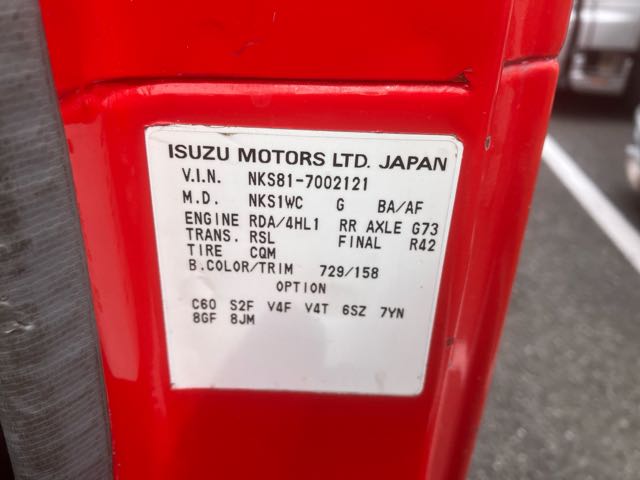 ISUZU MOTORS LTD. JAPAN
V.I.N. NKS81-7002121
M.D. NKS1WC G BA/AF
ENGINE RDA/4HL1 RR AXLE G73
TRANS. RSL FINAL R42
TIRE CQM
B.COLOR/TRIM 729/158
OPTION
C60 S2F V4F V4T 6SZ 7YN
8GF 8JM